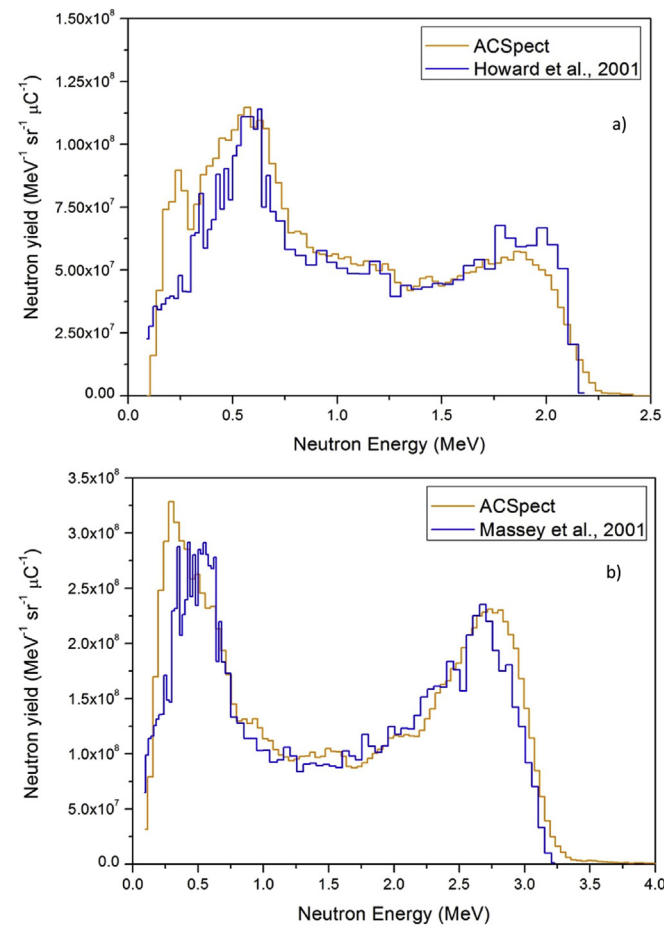 1.50x10⁸
1.25x10⁸
1.00x10⁸
7.50x10⁷
5.00x10⁷
2.50x10⁷
0.00
Neutron yield (MeV⁻¹ sr⁻¹ μC⁻¹)
ACSpect
Howard et al., 2001
a)
0.0 0.5 1.0 1.5 2.0 2.5
Neutron Energy (MeV)
3.5x10⁸
3.0x10⁸
2.5x10⁸
2.0x10⁸
1.5x10⁸
1.0x10⁸
5.0x10⁷
0.0
Neutron yield (MeV⁻¹ sr⁻¹ μC⁻¹)
ACSpect
Massey et al., 2001
b)
0.0 0.5 1.0 1.5 2.0 2.5 3.0 3.5 4.0
Neutron Energy (MeV)